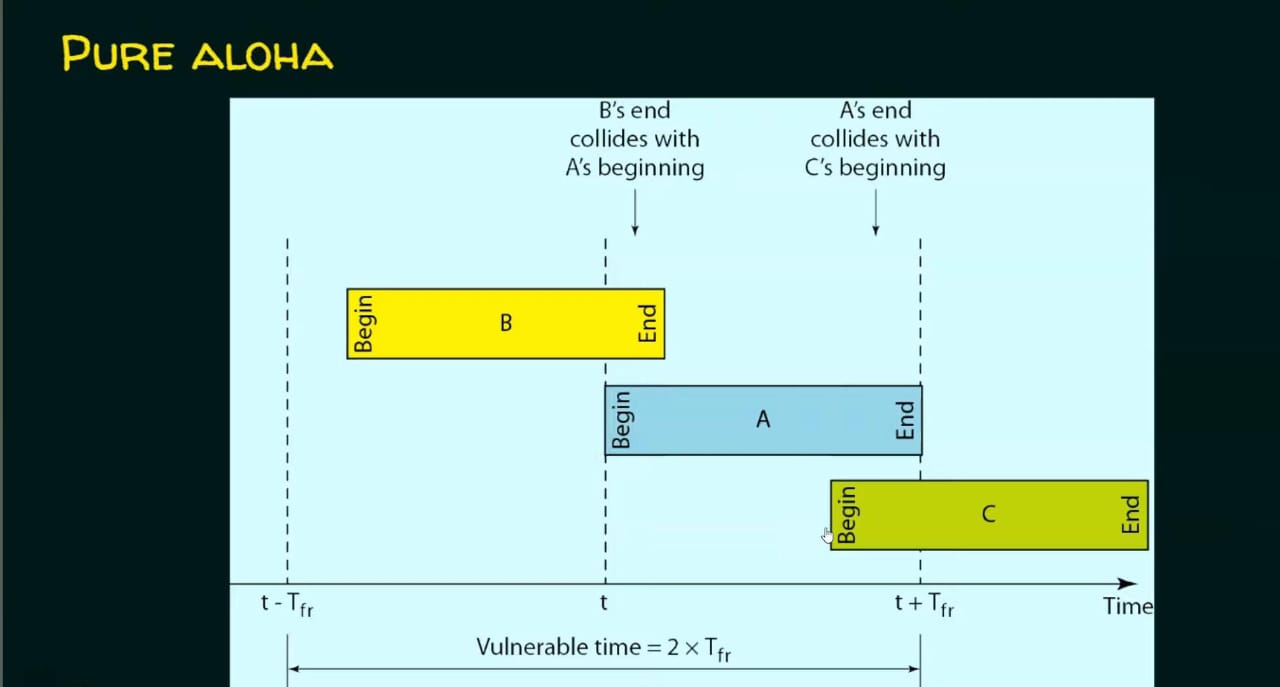 PURE ALOHA
B's end
collides with
A's beginning
A's end
collides with
C's beginning
Begin
B
End
Begin
A
End
Begin
C
End
t - Tfr
t
t + Tfr
Time
Vulnerable time = 2 × Tfr